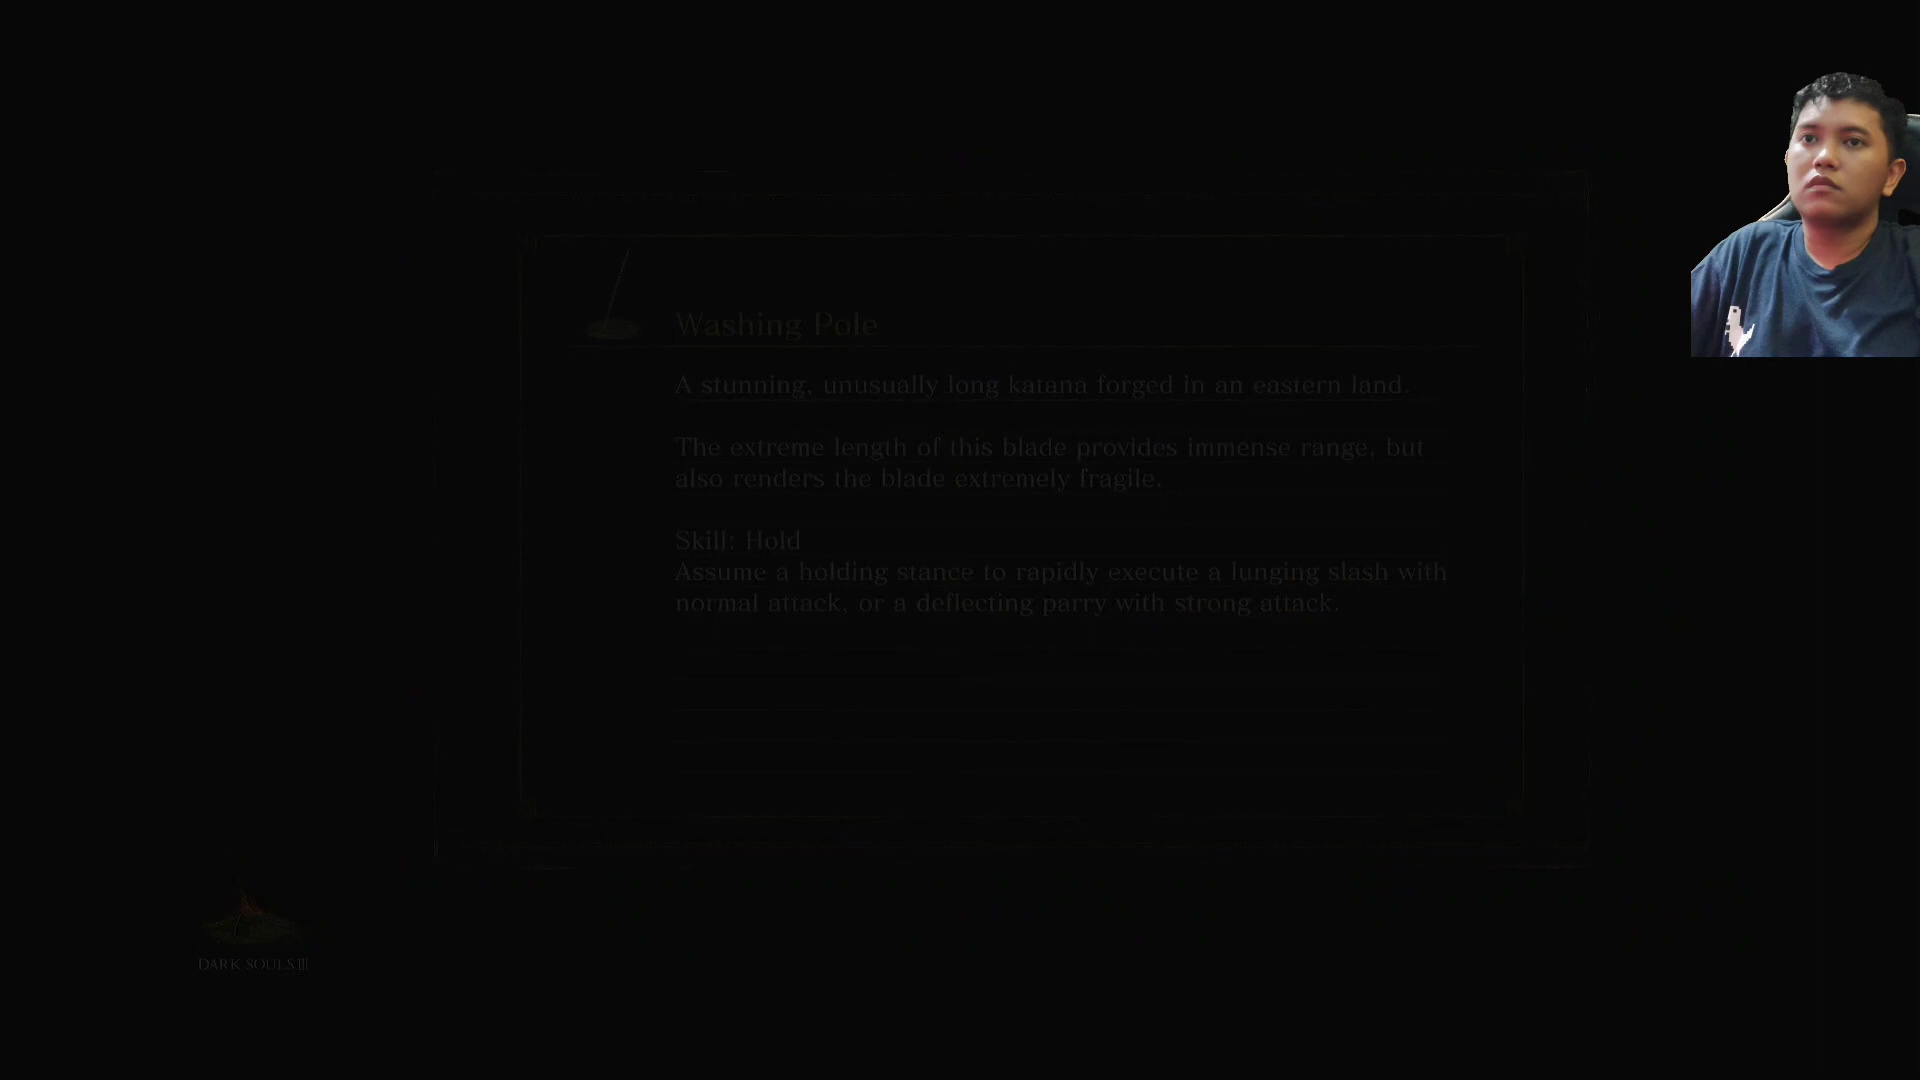 Washing Pole
A stunning, unusually long katana forged in an eastern land.
The extreme length of this blade provides immense range, but
also renders the blade extremely fragile.
Skill: Hold
Assume a holding stance to rapidly execute a lunging slash with
normal attack, or a deflecting parry with strong attack.
DARK SOULS III